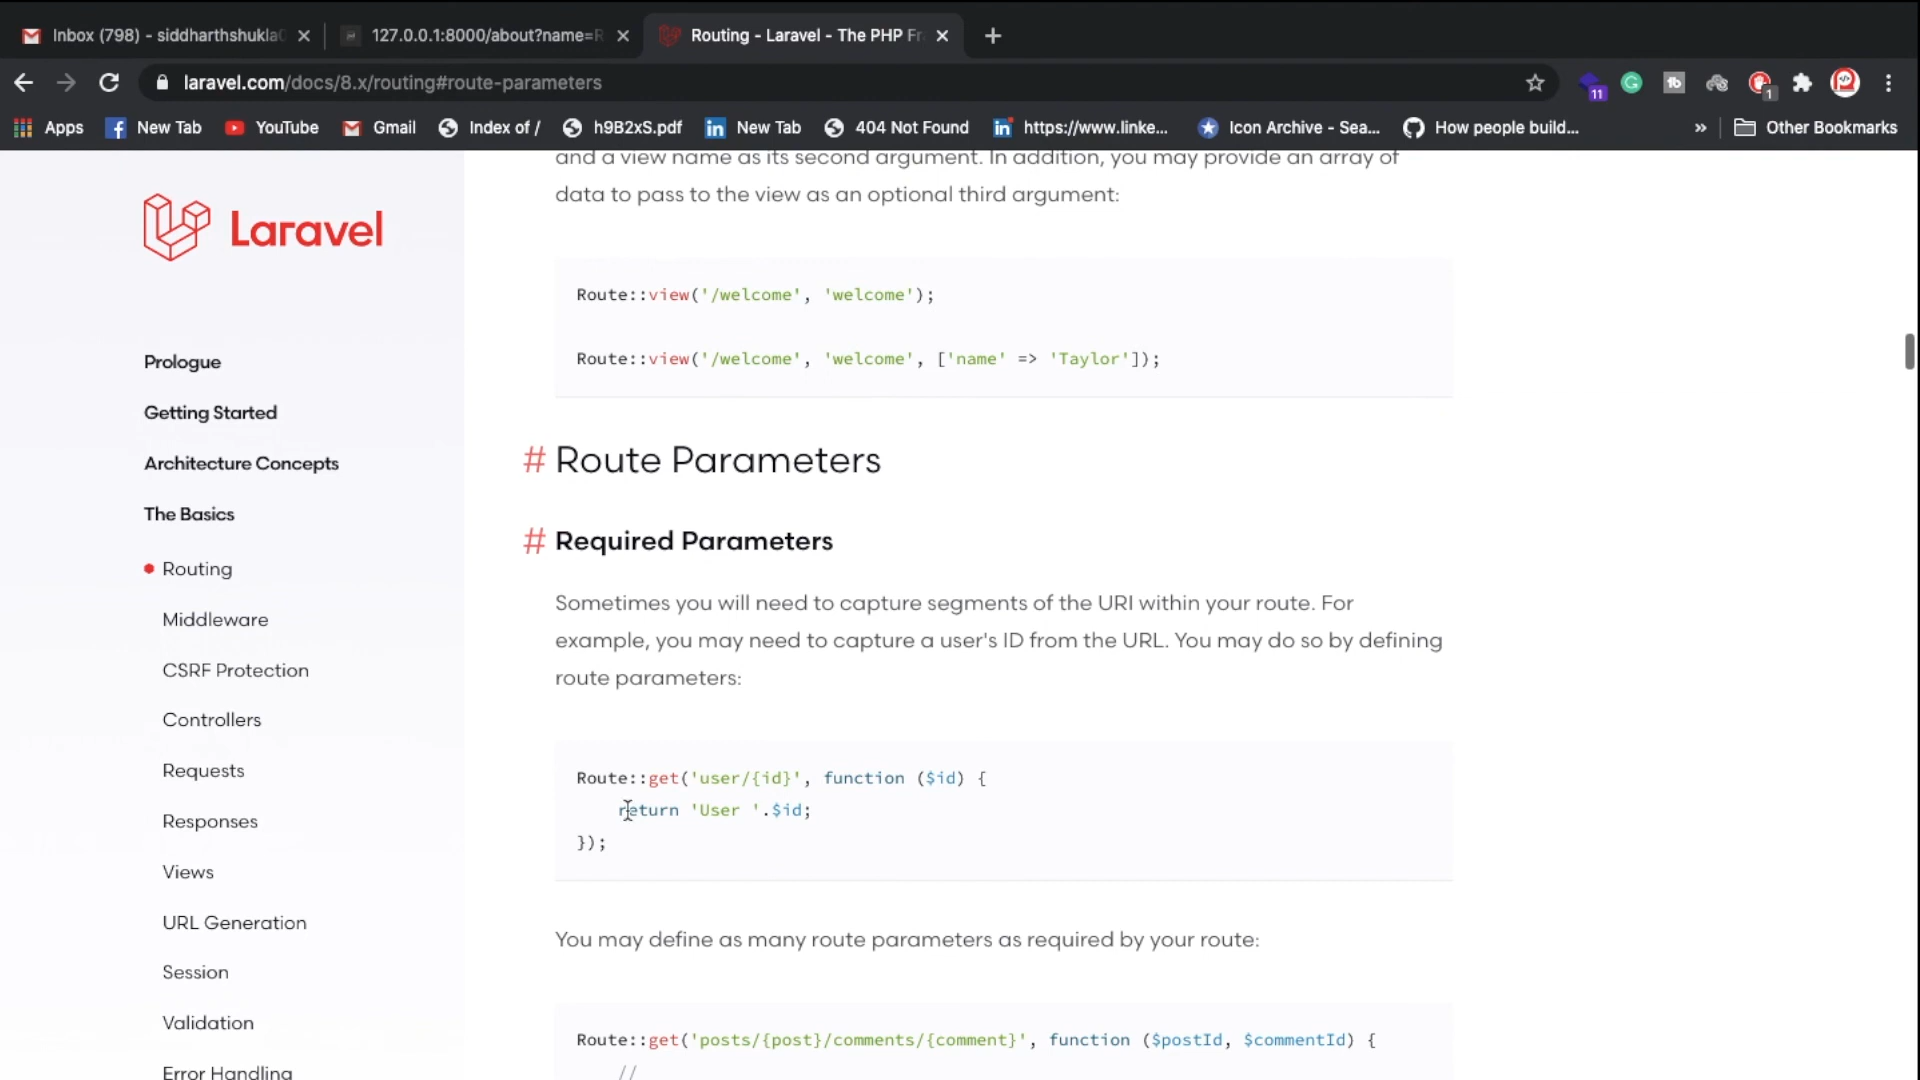 Inbox (798) - siddharthshukla
127.0.0.1:8000/about?name=R
Routing - Laravel - The PHP Fr
laravel.com/docs/8.x/routing#route-parameters
11
1
Apps
New Tab
YouTube
Gmail
Index of /
h9B2xS.pdf
New Tab
404 Not Found
https://www.linke...
Icon Archive - Sea...
How people build...
»
Other Bookmarks
Laravel
Prologue
Getting Started
Architecture Concepts
The Basics
Routing
Middleware
CSRF Protection
Controllers
Requests
Responses
Views
URL Generation
Session
Validation
Error Handling
and a view name as its second argument. In addition, you may provide an array of
data to pass to the view as an optional third argument:
Route::view('/welcome', 'welcome');
Route::view('/welcome', 'welcome', ['name' => 'Taylor']);
# Route Parameters
# Required Parameters
Sometimes you will need to capture segments of the URI within your route. For
example, you may need to capture a user's ID from the URL. You may do so by defining
route parameters:
Route::get('user/{id}', function ($id) {
return 'User '.$id;
});
You may define as many route parameters as required by your route:
Route::get('posts/{post}/comments/{comment}', function ($postId, $commentId) {
//